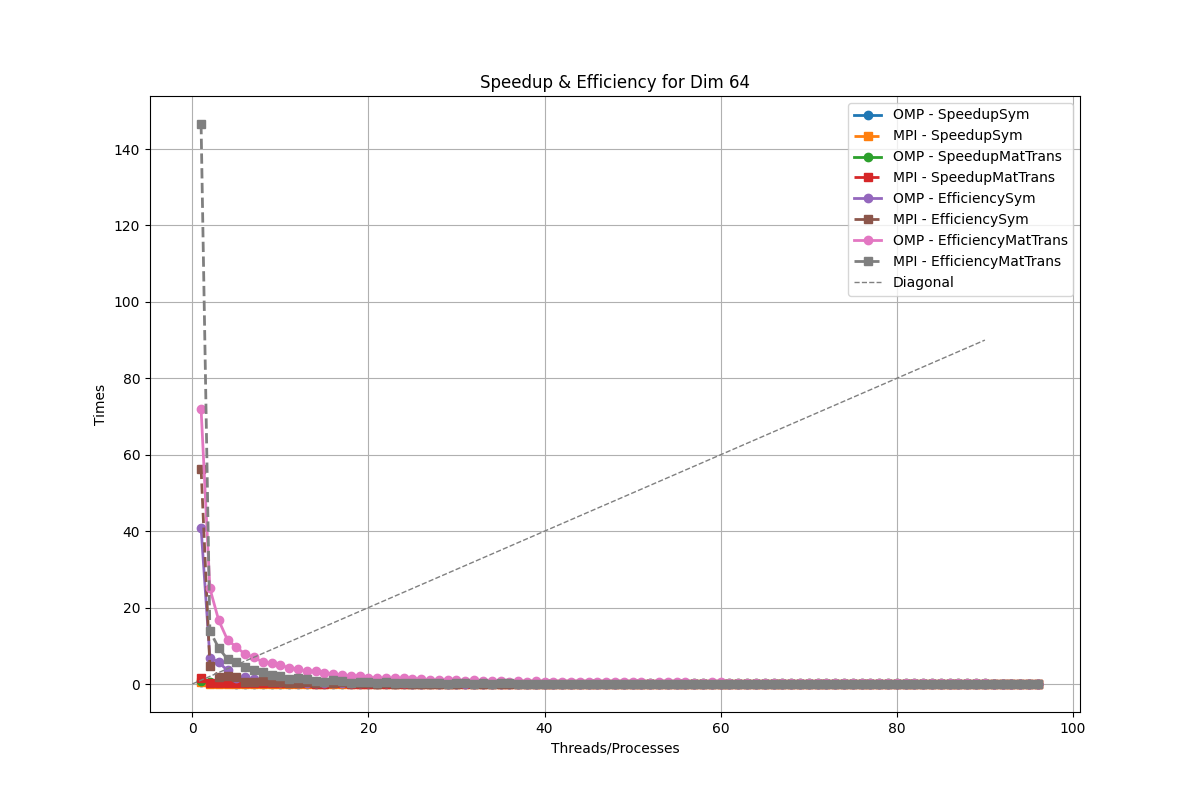 Speedup & Efficiency for Dim 64
OMP - SpeedupSym
MPI - SpeedupSym
OMP - SpeedupMatTrans
MPI - SpeedupMatTrans
OMP - EfficiencySym
MPI - EfficiencySym
OMP - EfficiencyMatTrans
MPI - EfficiencyMatTrans
Diagonal
Times
140
120
100
80
60
40
20
0
0 20 40 60 80 100
Threads/Processes